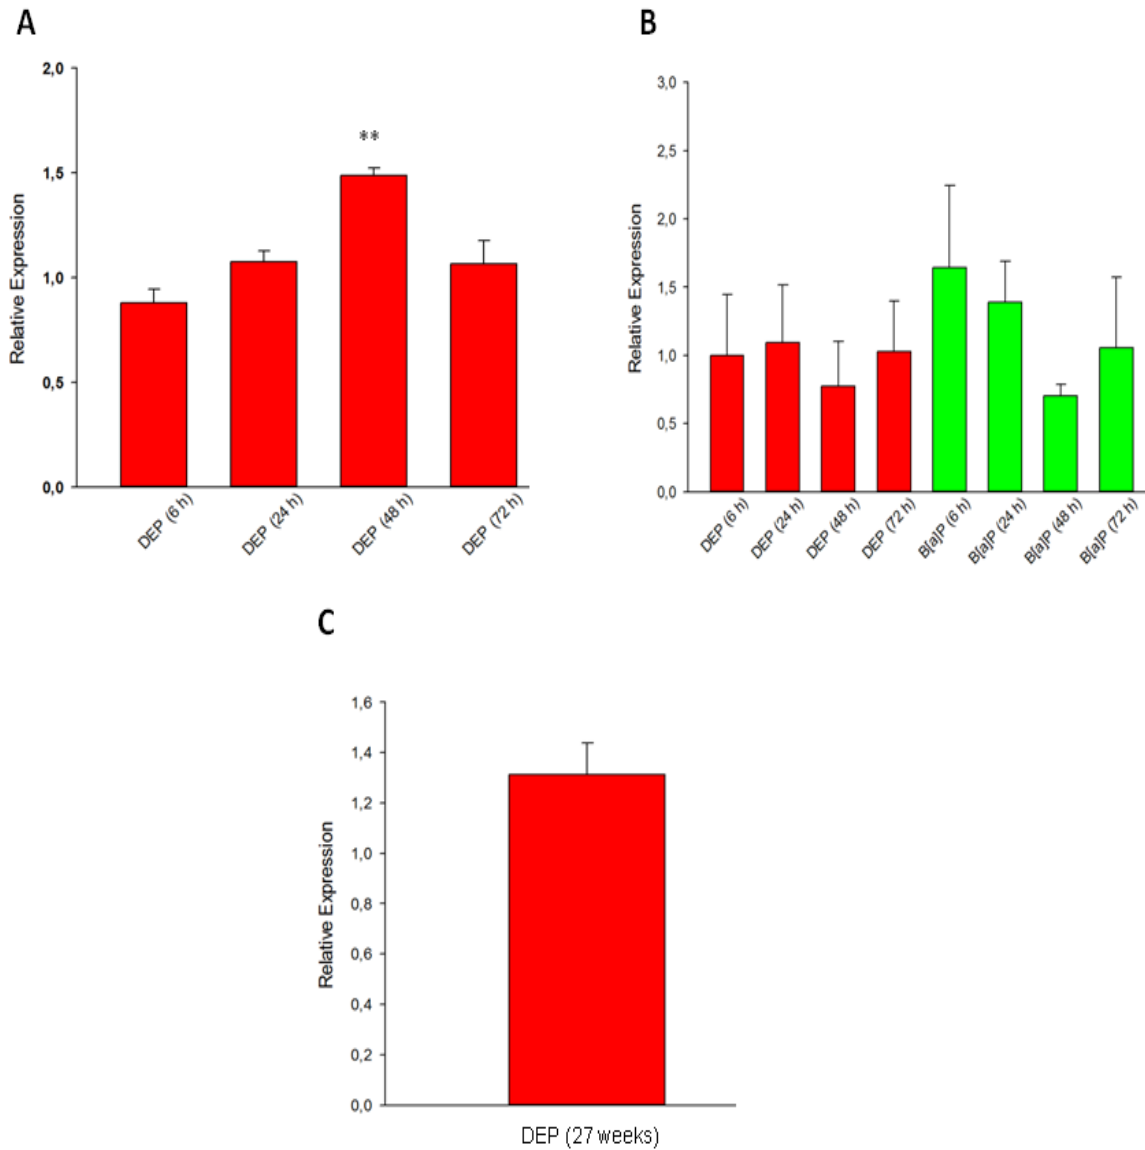 A
Relative Expression
2,0
1,5
**
1,0
0,5
0,0
DEP (6 h)
DEP (24 h)
DEP (48 h)
DEP (72 h)
B
Relative Expression
3,0
2,5
2,0
1,5
1,0
0,5
0,0
DEP (6 h)
DEP (24 h)
DEP (48 h)
DEP (72 h)
B[a]P (6 h)
B[a]P (24 h)
B[a]P (48 h)
B[a]P (72 h)
C
Relative Expression
1,6
1,4
1,2
1,0
0,8
0,6
0,4
0,2
0,0
DEP (27 weeks)